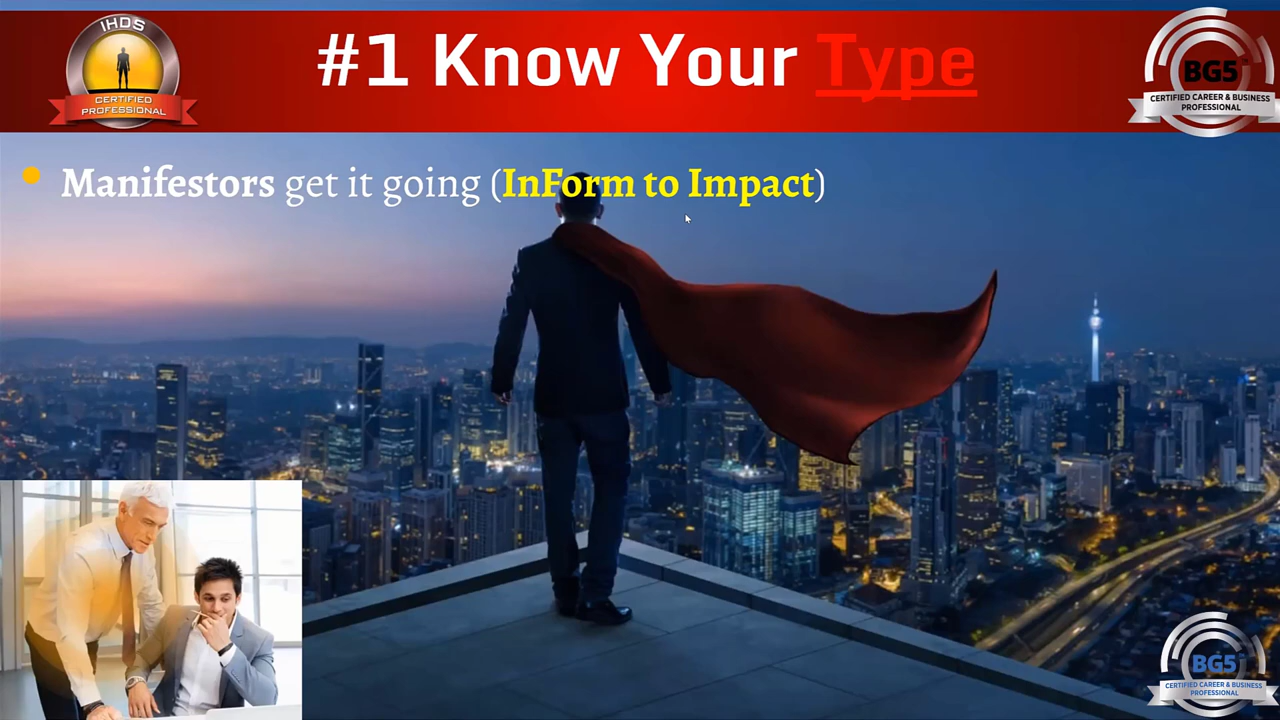 IHDS
CERTIFIED
PROFESSIONAL
#1 Know Your Type
BG5
CERTIFIED CAREER & BUSINESS
PROFESSIONAL
Manifestors get it going (InForm to Impact)
BG5
CERTIFIED CAREER & BUSINESS
PROFESSIONAL